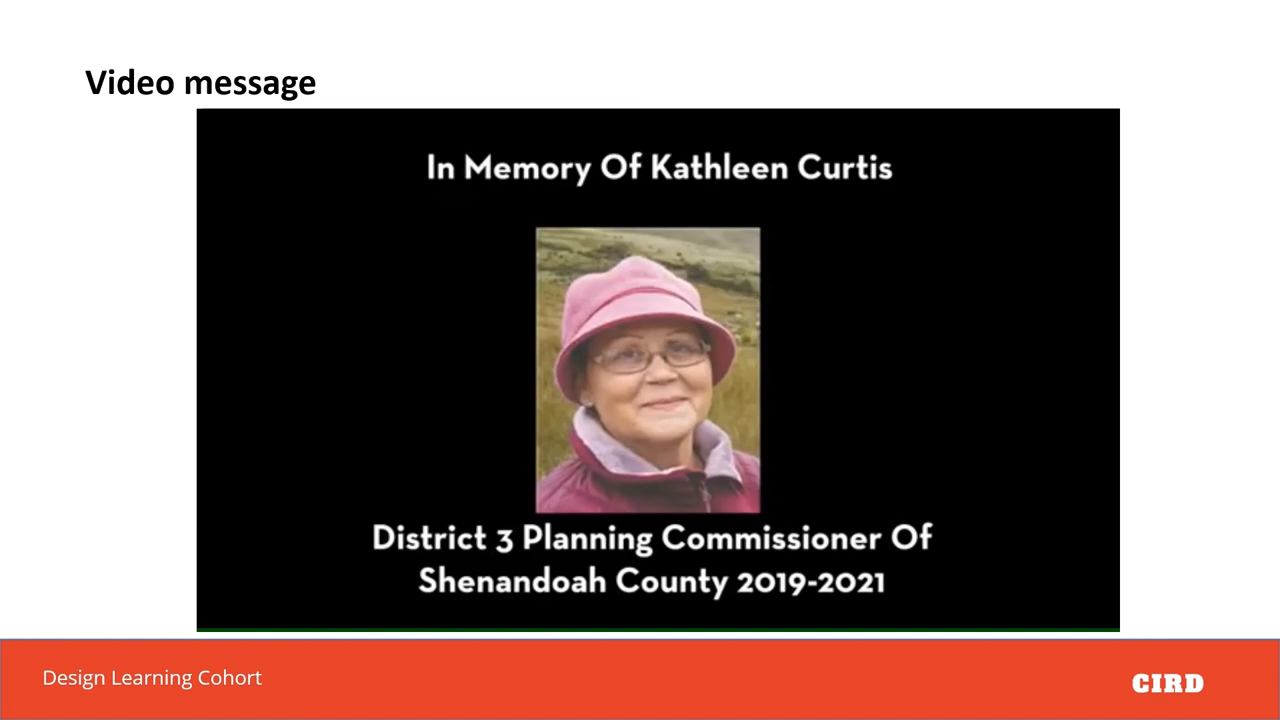 Video message
In Memory Of Kathleen Curtis
District 3 Planning Commissioner Of
Shenandoah County 2019-2021
Design Learning Cohort
CIRD